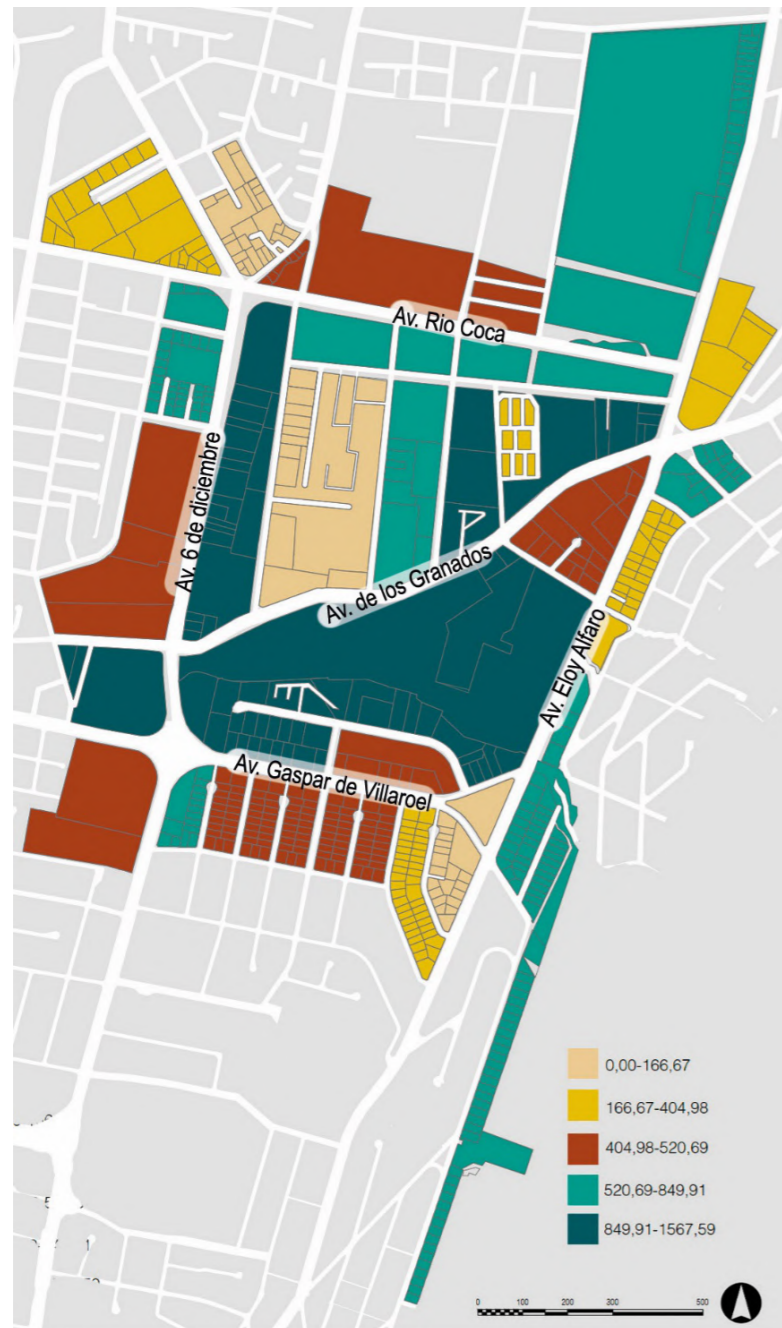 Av. Rio Coca
Av. 6 de diciembre
Av. de los Granados
Av. Eloy Alfaro
Av. Gaspar de Villaroel
0,00-166,67
166,67-404,98
404,98-520,69
520,69-849,91
849,91-1567,59
0 100 200 300 500